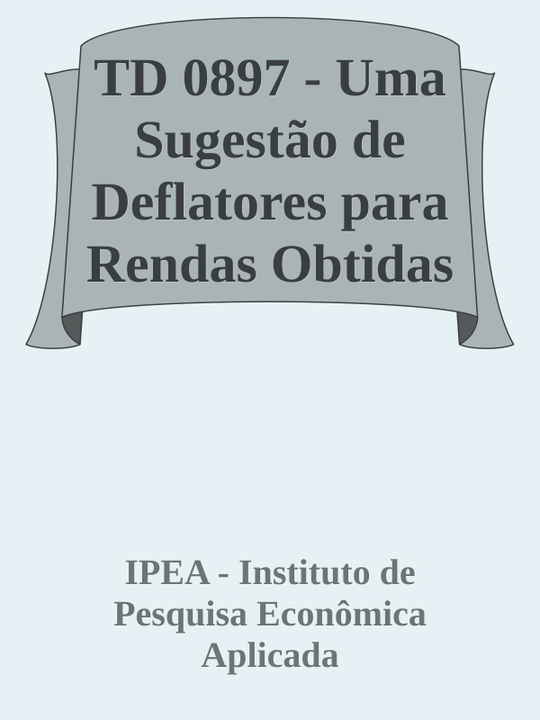 TD 0897 - Uma
Sugestão de
Deflatores para
Rendas Obtidas
IPEA - Instituto de
Pesquisa Econômica
Aplicada